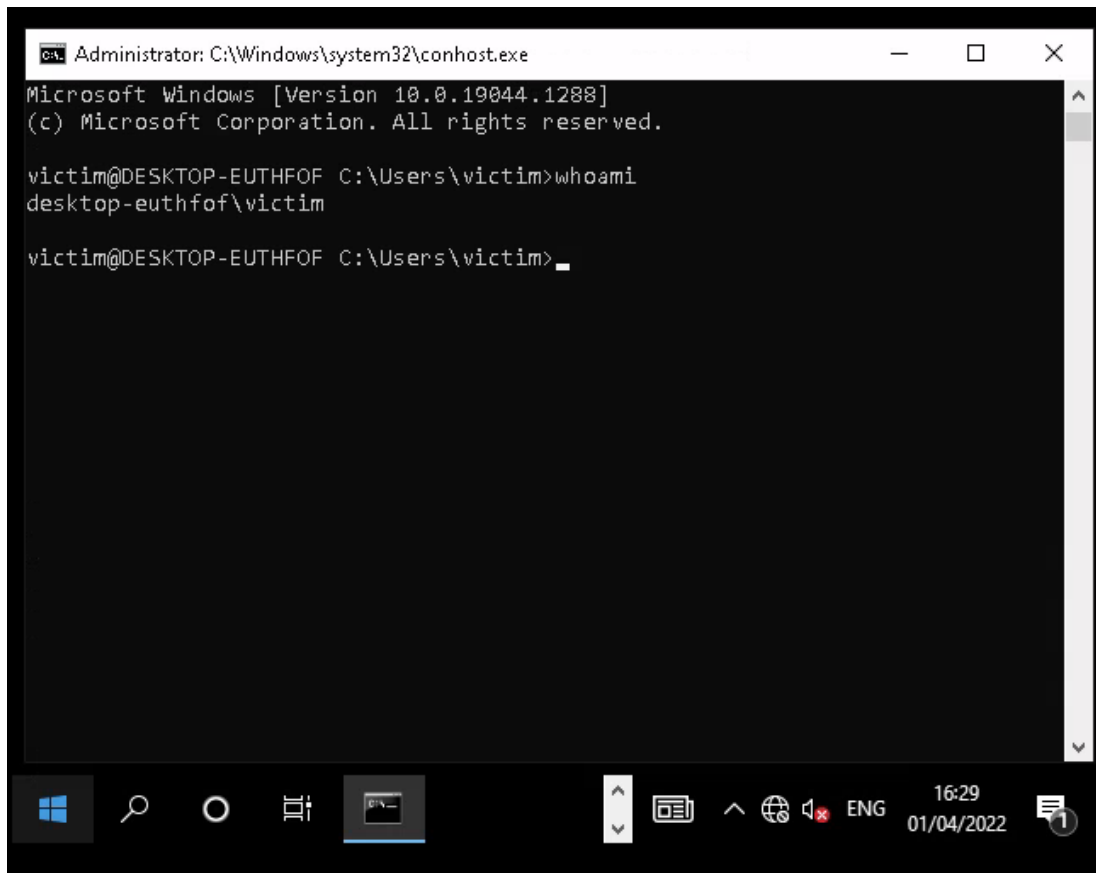 Administrator: C:\Windows\system32\conhost.exe
Microsoft Windows [Version 10.0.19044.1288]
(c) Microsoft Corporation. All rights reserved.
victim@DESKTOP-EUTHFOF C:\Users\victim>whoami
desktop-euthfof\victim
victim@DESKTOP-EUTHFOF C:\Users\victim>
ENG
16:29
01/04/2022
1